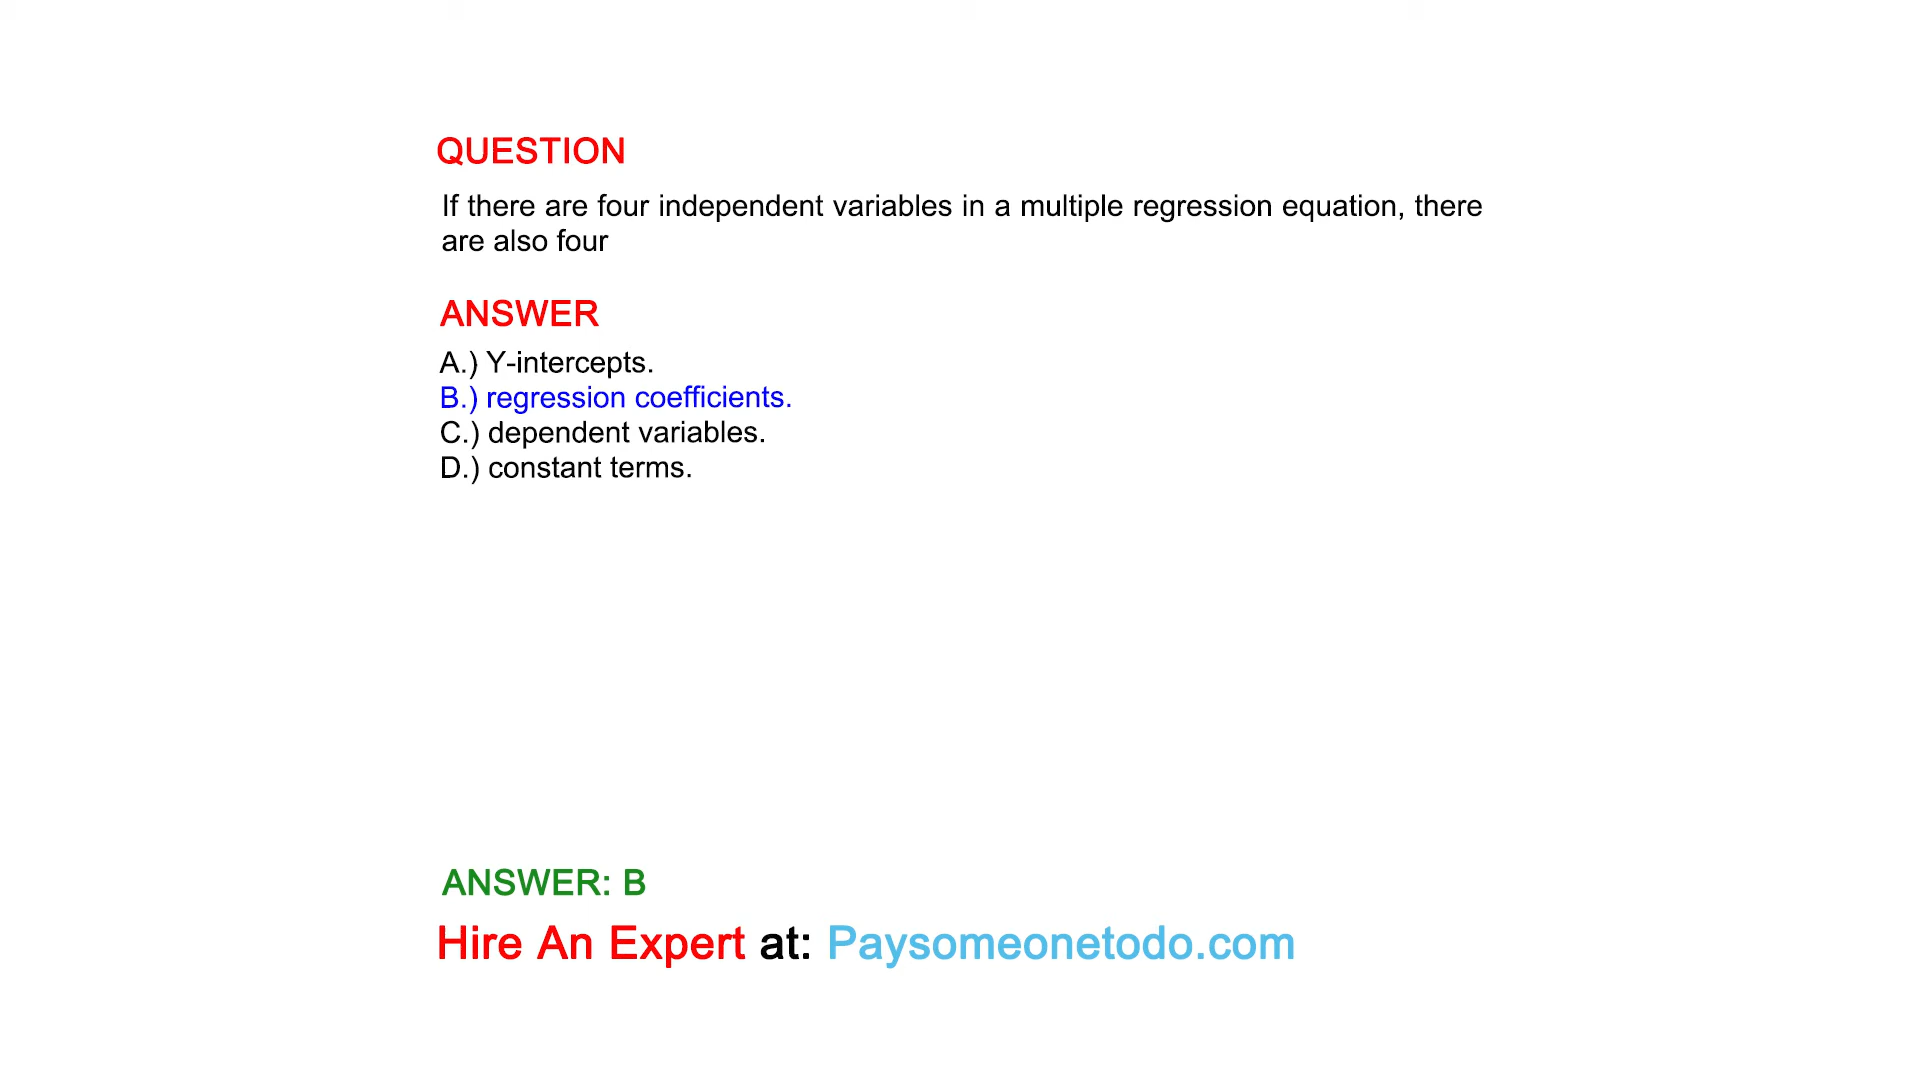 QUESTION
If there are four independent variables in a multiple regression equation, there
are also four
ANSWER
A.) Y-intercepts.
B.) regression coefficients.
C.) dependent variables.
D.) constant terms.
ANSWER: B
Hire An Expert at: Paysomeonetodo.com